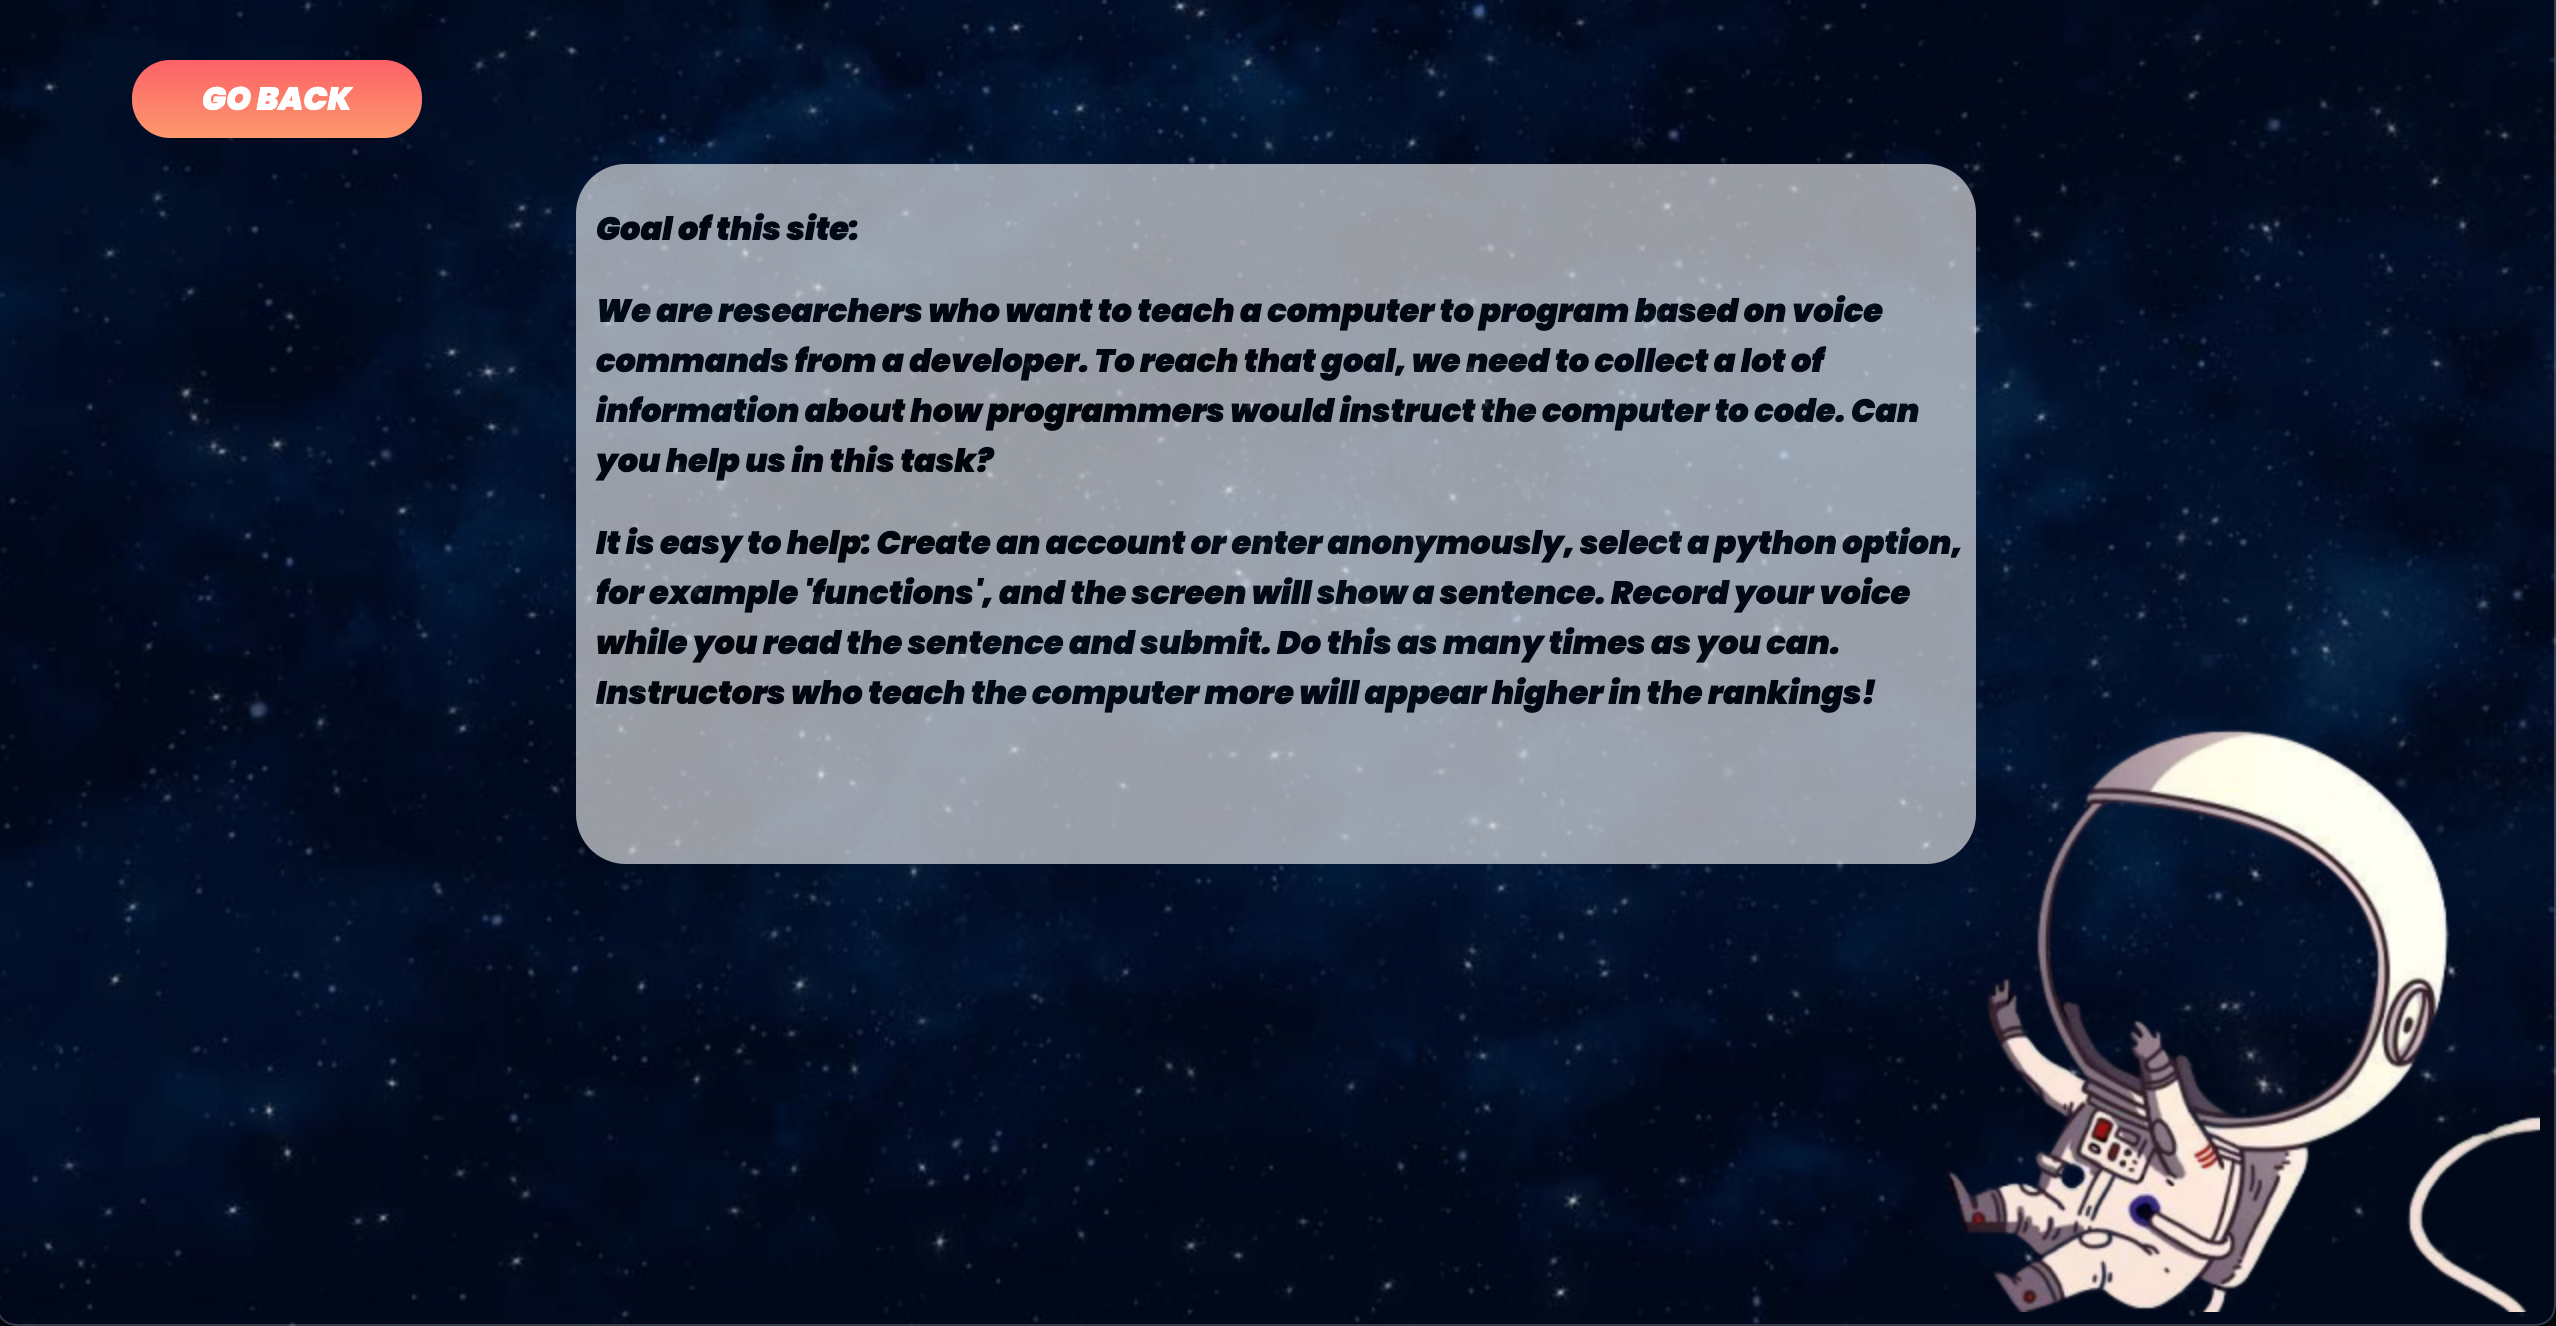 GO BACK
Goal of this site:
We are researchers who want to teach a computer to program based on voice
commands from a developer. To reach that goal, we need to collect a lot of
information about how programmers would instruct the computer to code. Can
you help us in this task?
It is easy to help: Create an account or enter anonymously, select a python option,
for example 'functions', and the screen will show a sentence. Record your voice
while you read the sentence and submit. Do this as many times as you can.
Instructors who teach the computer more will appear higher in the rankings!